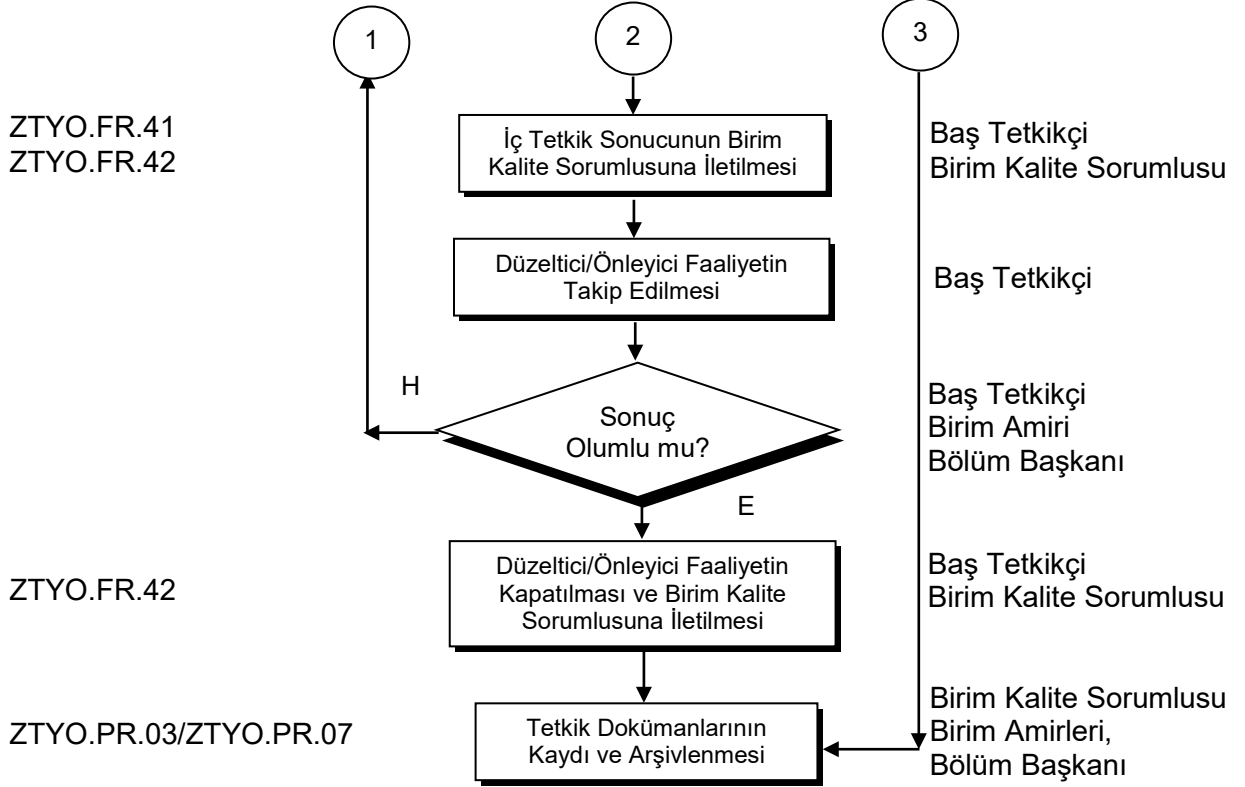 1
2
3
ZTYO.FR.41
ZTYO.FR.42
İç Tetkik Sonucunun Birim
Kalite Sorumlusuna İletilmesi
Baş Tetkikçi
Birim Kalite Sorumlusu
Düzeltici/Önleyici Faaliyetin
Takip Edilmesi
Baş Tetkikçi
H
Sonuç
Olumlu mu?
Baş Tetkikçi
Birim Amiri
Bölüm Başkanı
E
ZTYO.FR.42
Düzeltici/Önleyici Faaliyetin
Kapatılması ve Birim Kalite
Sorumlusuna İletilmesi
Baş Tetkikçi
Birim Kalite Sorumlusu
ZTYO.PR.03/ZTYO.PR.07
Tetkik Dokümanlarının
Kaydı ve Arşivlenmesi
Birim Kalite Sorumlusu
Birim Amirleri,
Bölüm Başkanı